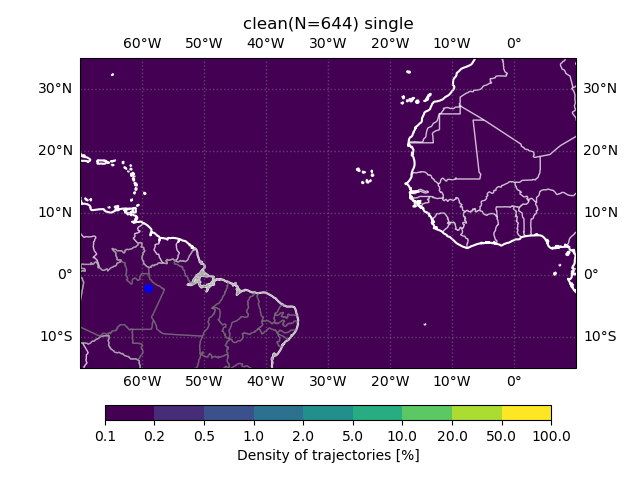 clean(N=644) single
60°W 50°W 40°W 30°W 20°W 10°W 0°
30°N 30°N
20°N 20°N
10°N 10°N
0° 0°
10°S 10°S
60°W 50°W 40°W 30°W 20°W 10°W 0°
0.1 0.2 0.5 1.0 2.0 5.0 10.0 20.0 50.0 100.0
Density of trajectories [%]